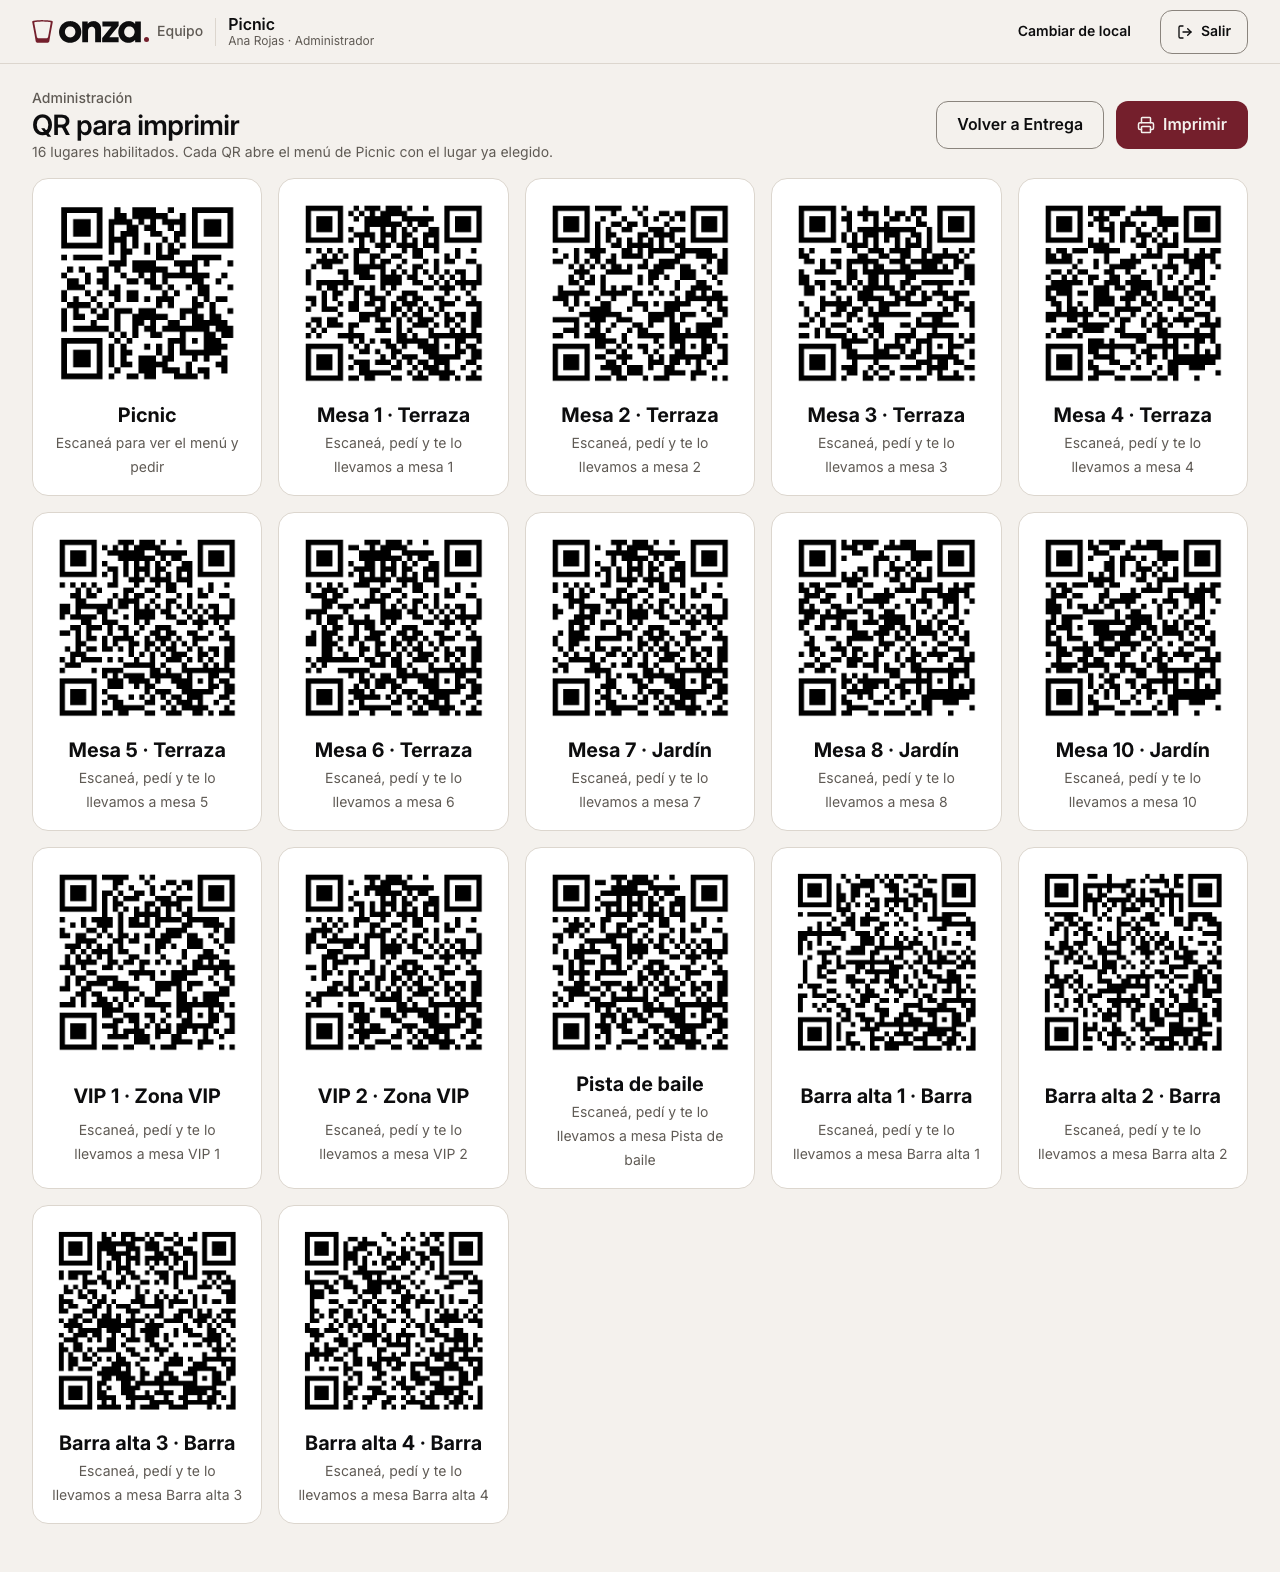 onza. Equipo
Picnic
Ana Rojas · Administrador
Cambiar de local
Salir
Administración
QR para imprimir
16 lugares habilitados. Cada QR abre el menú de Picnic con el lugar ya elegido.
Volver a Entrega
Imprimir
Picnic
Escaneá para ver el menú y
pedir
Mesa 1 · Terraza
Escaneá, pedí y te lo
llevamos a mesa 1
Mesa 2 · Terraza
Escaneá, pedí y te lo
llevamos a mesa 2
Mesa 3 · Terraza
Escaneá, pedí y te lo
llevamos a mesa 3
Mesa 4 · Terraza
Escaneá, pedí y te lo
llevamos a mesa 4
Mesa 5 · Terraza
Escaneá, pedí y te lo
llevamos a mesa 5
Mesa 6 · Terraza
Escaneá, pedí y te lo
llevamos a mesa 6
Mesa 7 · Jardín
Escaneá, pedí y te lo
llevamos a mesa 7
Mesa 8 · Jardín
Escaneá, pedí y te lo
llevamos a mesa 8
Mesa 10 · Jardín
Escaneá, pedí y te lo
llevamos a mesa 10
VIP 1 · Zona VIP
Escaneá, pedí y te lo
llevamos a mesa VIP 1
VIP 2 · Zona VIP
Escaneá, pedí y te lo
llevamos a mesa VIP 2
Pista de baile
Escaneá, pedí y te lo
llevamos a mesa Pista de
baile
Barra alta 1 · Barra
Escaneá, pedí y te lo
llevamos a mesa Barra alta 1
Barra alta 2 · Barra
Escaneá, pedí y te lo
llevamos a mesa Barra alta 2
Barra alta 3 · Barra
Escaneá, pedí y te lo
llevamos a mesa Barra alta 3
Barra alta 4 · Barra
Escaneá, pedí y te lo
llevamos a mesa Barra alta 4